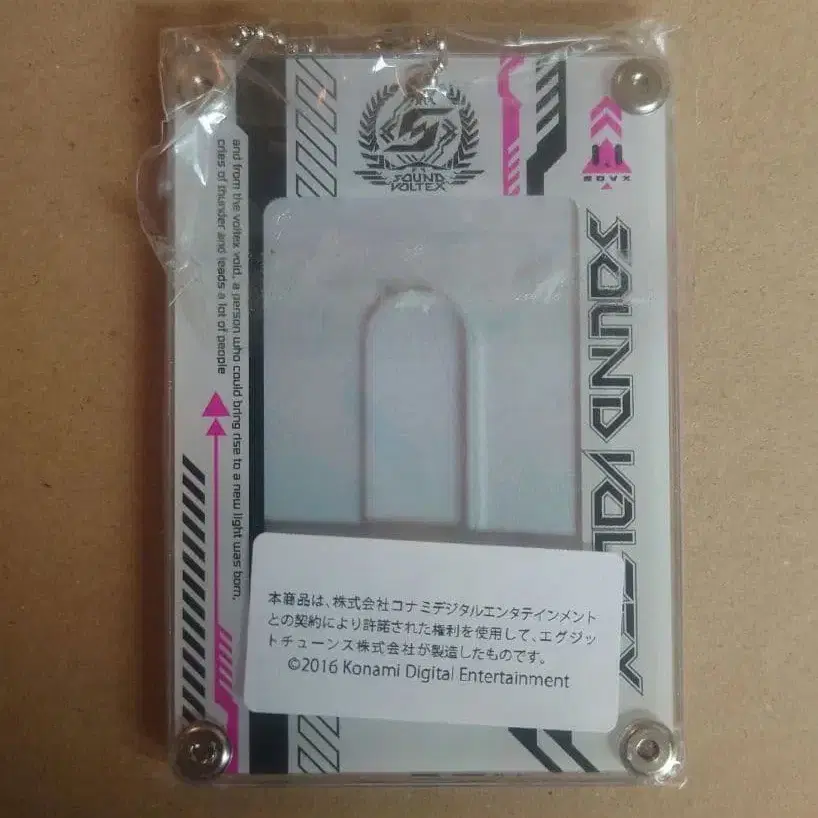 SOUND
VOLTEX
SDVX
and from the voltex void, a person who could bring rise to a new light was born,
cries of thunder and leads a lot of people
SOUND VOLTEX
本商品は、株式会社コナミデジタルエンタテインメント
との契約により許諾された権利を使用して、エグジッ
トチューンズ株式会社が製造したものです。
©2016 Konami Digital Entertainment